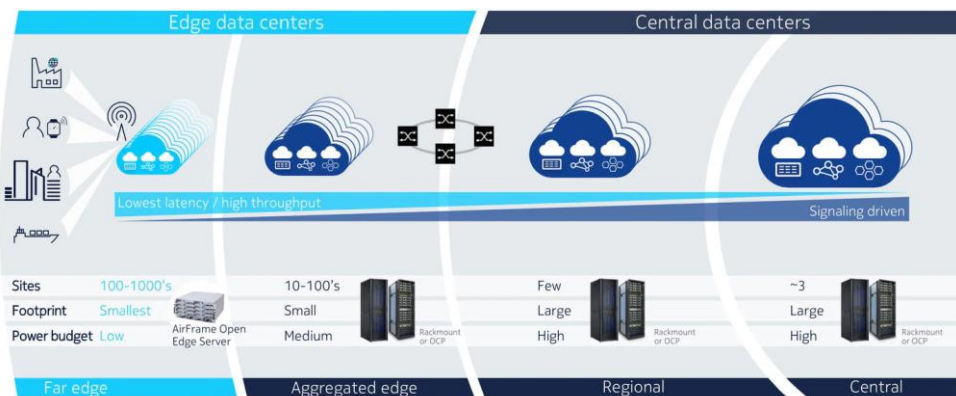 Edge data centers
Central data centers
Lowest latency / high throughput
Signaling driven
Sites 100-1000's 10-100's Few ~3
Footprint Smallest Small Large Large
Power budget Low Medium High High
AirFrame Open
Edge Server
Rackmount
or OCP
Rackmount
or OCP
Rackmount
or OCP
Far edge
Aggregated edge
Regional
Central